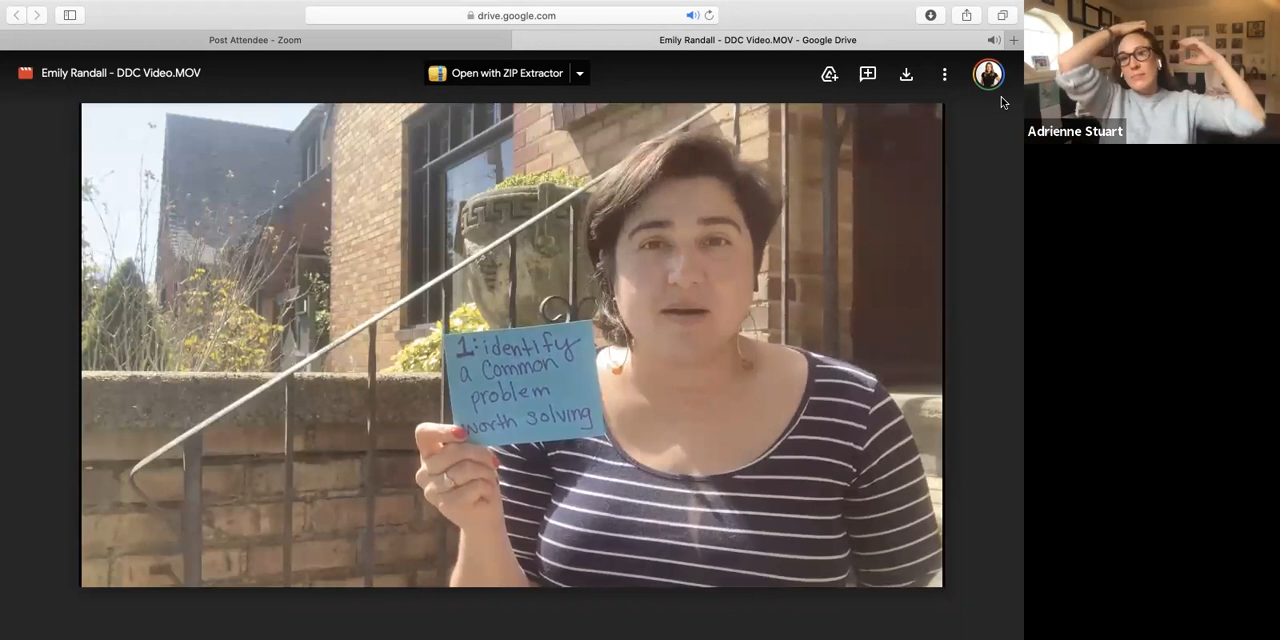 drive.google.com
Post Attendee - Zoom
Emily Randall - DDC Video.MOV - Google Drive
Emily Randall - DDC Video.MOV
Open with ZIP Extractor
Adrienne Stuart
1: identify
a Common
problem
worth solving